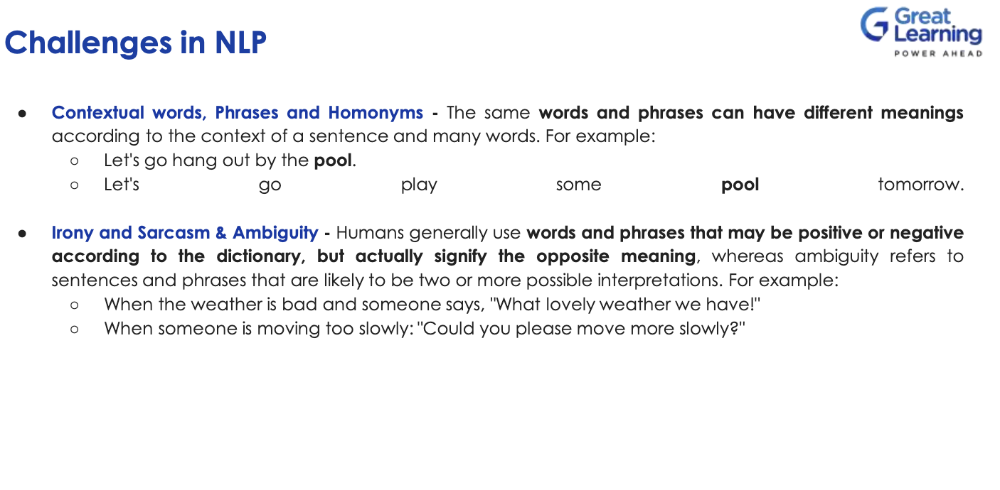 Great
Learning
POWER AHEAD
Challenges in NLP
● Contextual words, Phrases and Homonyms - The same words and phrases can have different meanings
according to the context of a sentence and many words. For example:
○ Let's go hang out by the pool.
○ Let's go play some pool tomorrow.
● Irony and Sarcasm & Ambiguity - Humans generally use words and phrases that may be positive or negative
according to the dictionary, but actually signify the opposite meaning, whereas ambiguity refers to
sentences and phrases that are likely to be two or more possible interpretations. For example:
○ When the weather is bad and someone says, "What lovely weather we have!"
○ When someone is moving too slowly: "Could you please move more slowly?"